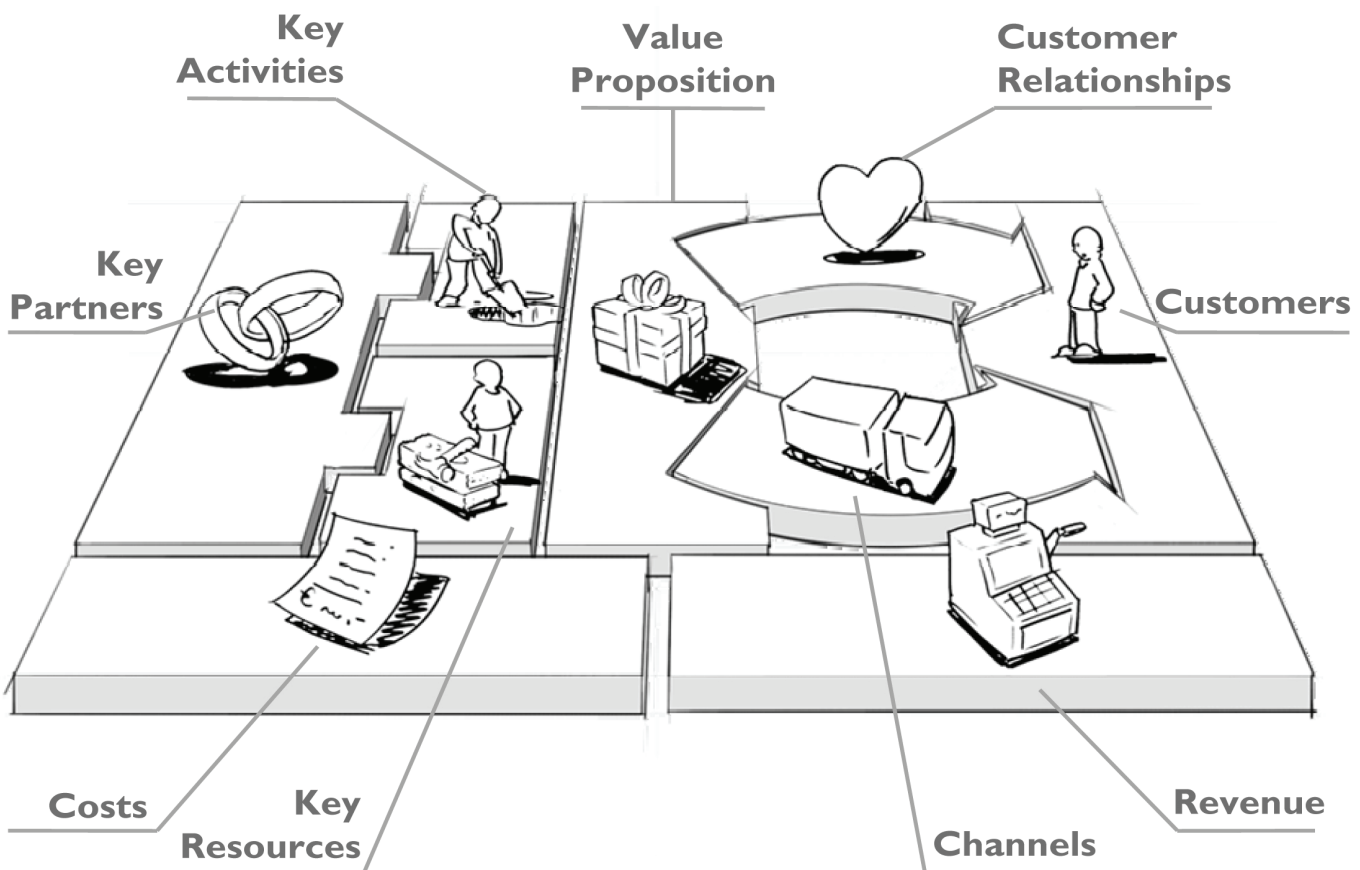 Key
Activities
Value
Proposition
Customer
Relationships
Key
Partners
Customers
€
Costs
Key
Resources
Channels
Revenue